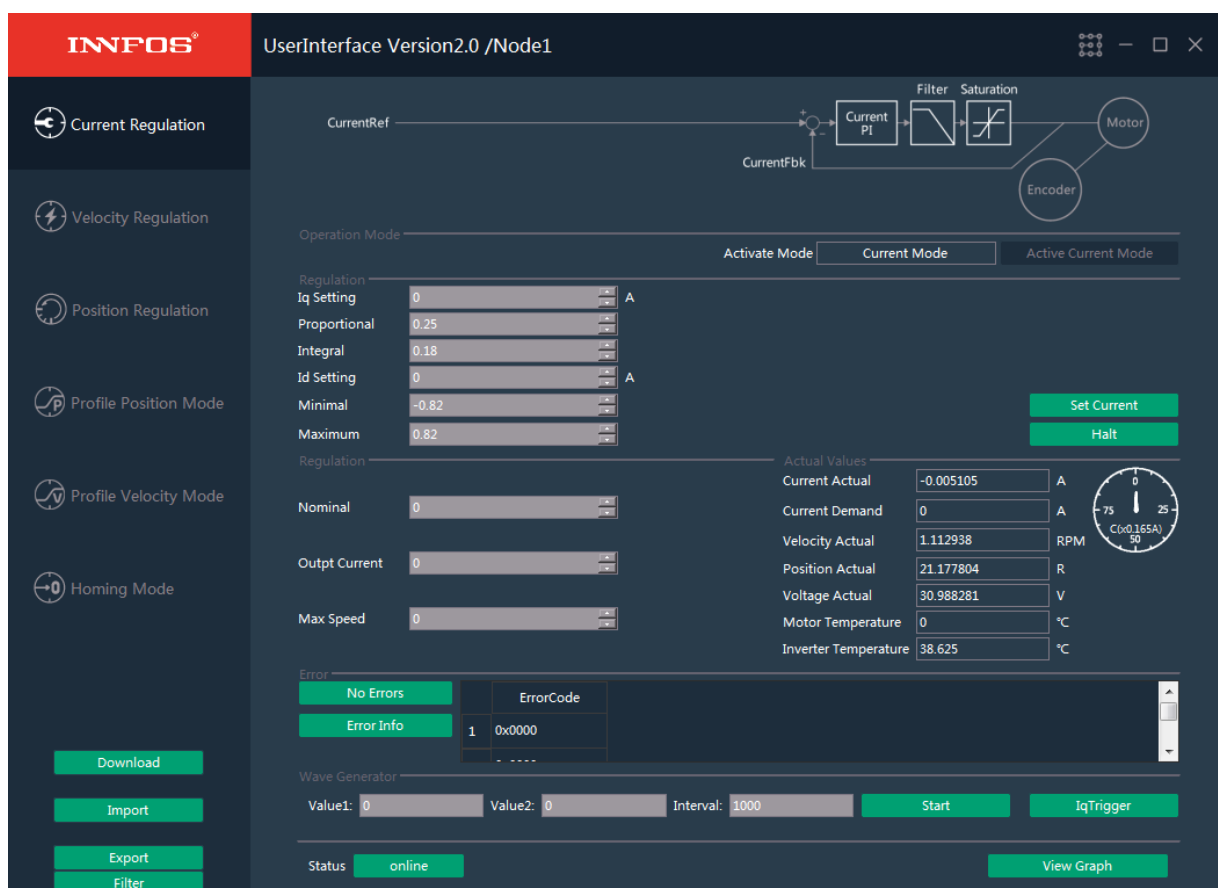 INNFOS®
UserInterface Version2.0 /Node1
Current Regulation
Velocity Regulation
Position Regulation
Profile Position Mode
Profile Velocity Mode
Homing Mode
Download
Import
Export
Filter
Filter Saturation
CurrentRef
+
-
Current
PI
Motor
CurrentFbk
Encoder
Operation Mode
Activate Mode Current Mode Active Current Mode
Regulation
Iq Setting 0 A
Proportional 0.25
Integral 0.18
Id Setting 0 A
Minimal -0.82
Maximum 0.82
Set Current
Halt
Regulation
Nominal 0
Outpt Current 0
Max Speed 0
Actual Values
Current Actual -0.005105 A
Current Demand 0 A
Velocity Actual 1.112938 RPM
Position Actual 21.177804 R
Voltage Actual 30.988281 V
Motor Temperature 0 °C
Inverter Temperature 38.625 °C
0
75 25
C(x0.165A)
50
Error
No Errors
Error Info
ErrorCode
1 0x0000
Wave Generator
Value1: 0 Value2: 0 Interval: 1000 Start IqTrigger
Status online View Graph